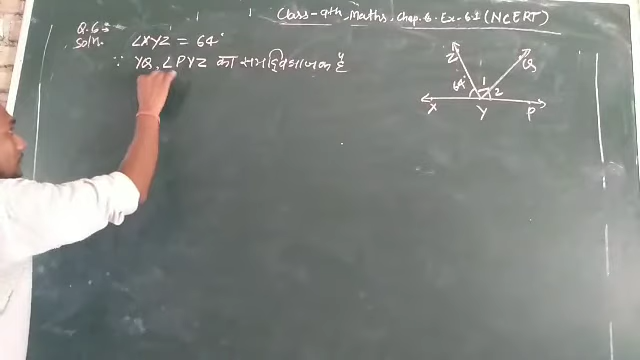 Class-9th, Maths, Chap. 6 Ex-6.1 (NCERT)
Q.6:
Soln. ∠XYZ = 64°
∵ YQ, ∠PYZ का समद्विभाजक है
Z Q
64° 1 2
X Y P